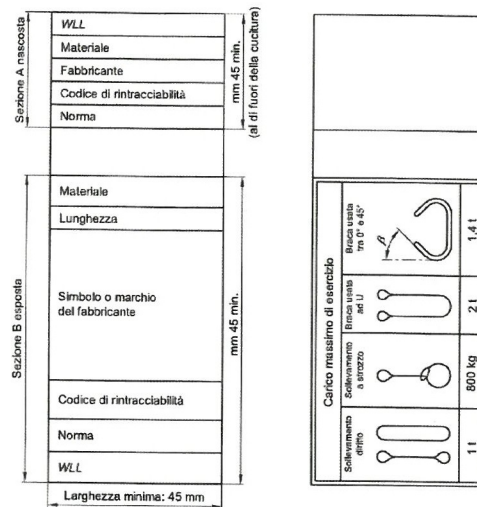 Sezione A nascosta
WLL
Materiale
Fabbricante
Codice di rintracciabilità
Norma
mm 45 min.
(al di fuori della cucitura)
Sezione B esposta
Materiale
Lunghezza
Simbolo o marchio
del fabbricante
Codice di rintracciabilità
Norma
WLL
mm 45 min.
Larghezza minima: 45 mm
Carico massimo di esercizio
Sollevamento
diritto
1 t
Sollevamento
a strozzo
800 kg
Braca usata
ad U
2 t
Braca usata
tra 0° e 45°
β
1,4 t